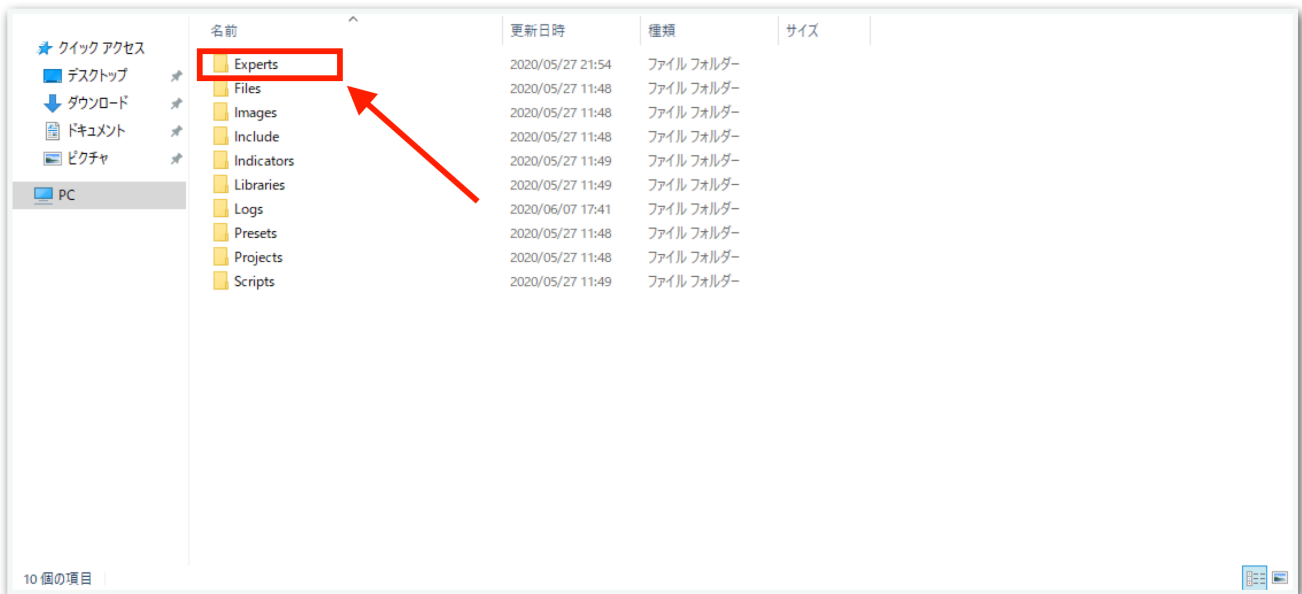 名前 更新日時 種類 サイズ
クイック アクセス
デスクトップ
ダウンロード
ドキュメント
ピクチャ
PC
Experts 2020/05/27 21:54 ファイル フォルダー
Files 2020/05/27 11:48 ファイル フォルダー
Images 2020/05/27 11:48 ファイル フォルダー
Include 2020/05/27 11:48 ファイル フォルダー
Indicators 2020/05/27 11:49 ファイル フォルダー
Libraries 2020/05/27 11:49 ファイル フォルダー
Logs 2020/06/07 17:41 ファイル フォルダー
Presets 2020/05/27 11:48 ファイル フォルダー
Projects 2020/05/27 11:48 ファイル フォルダー
Scripts 2020/05/27 11:49 ファイル フォルダー
10 個の項目